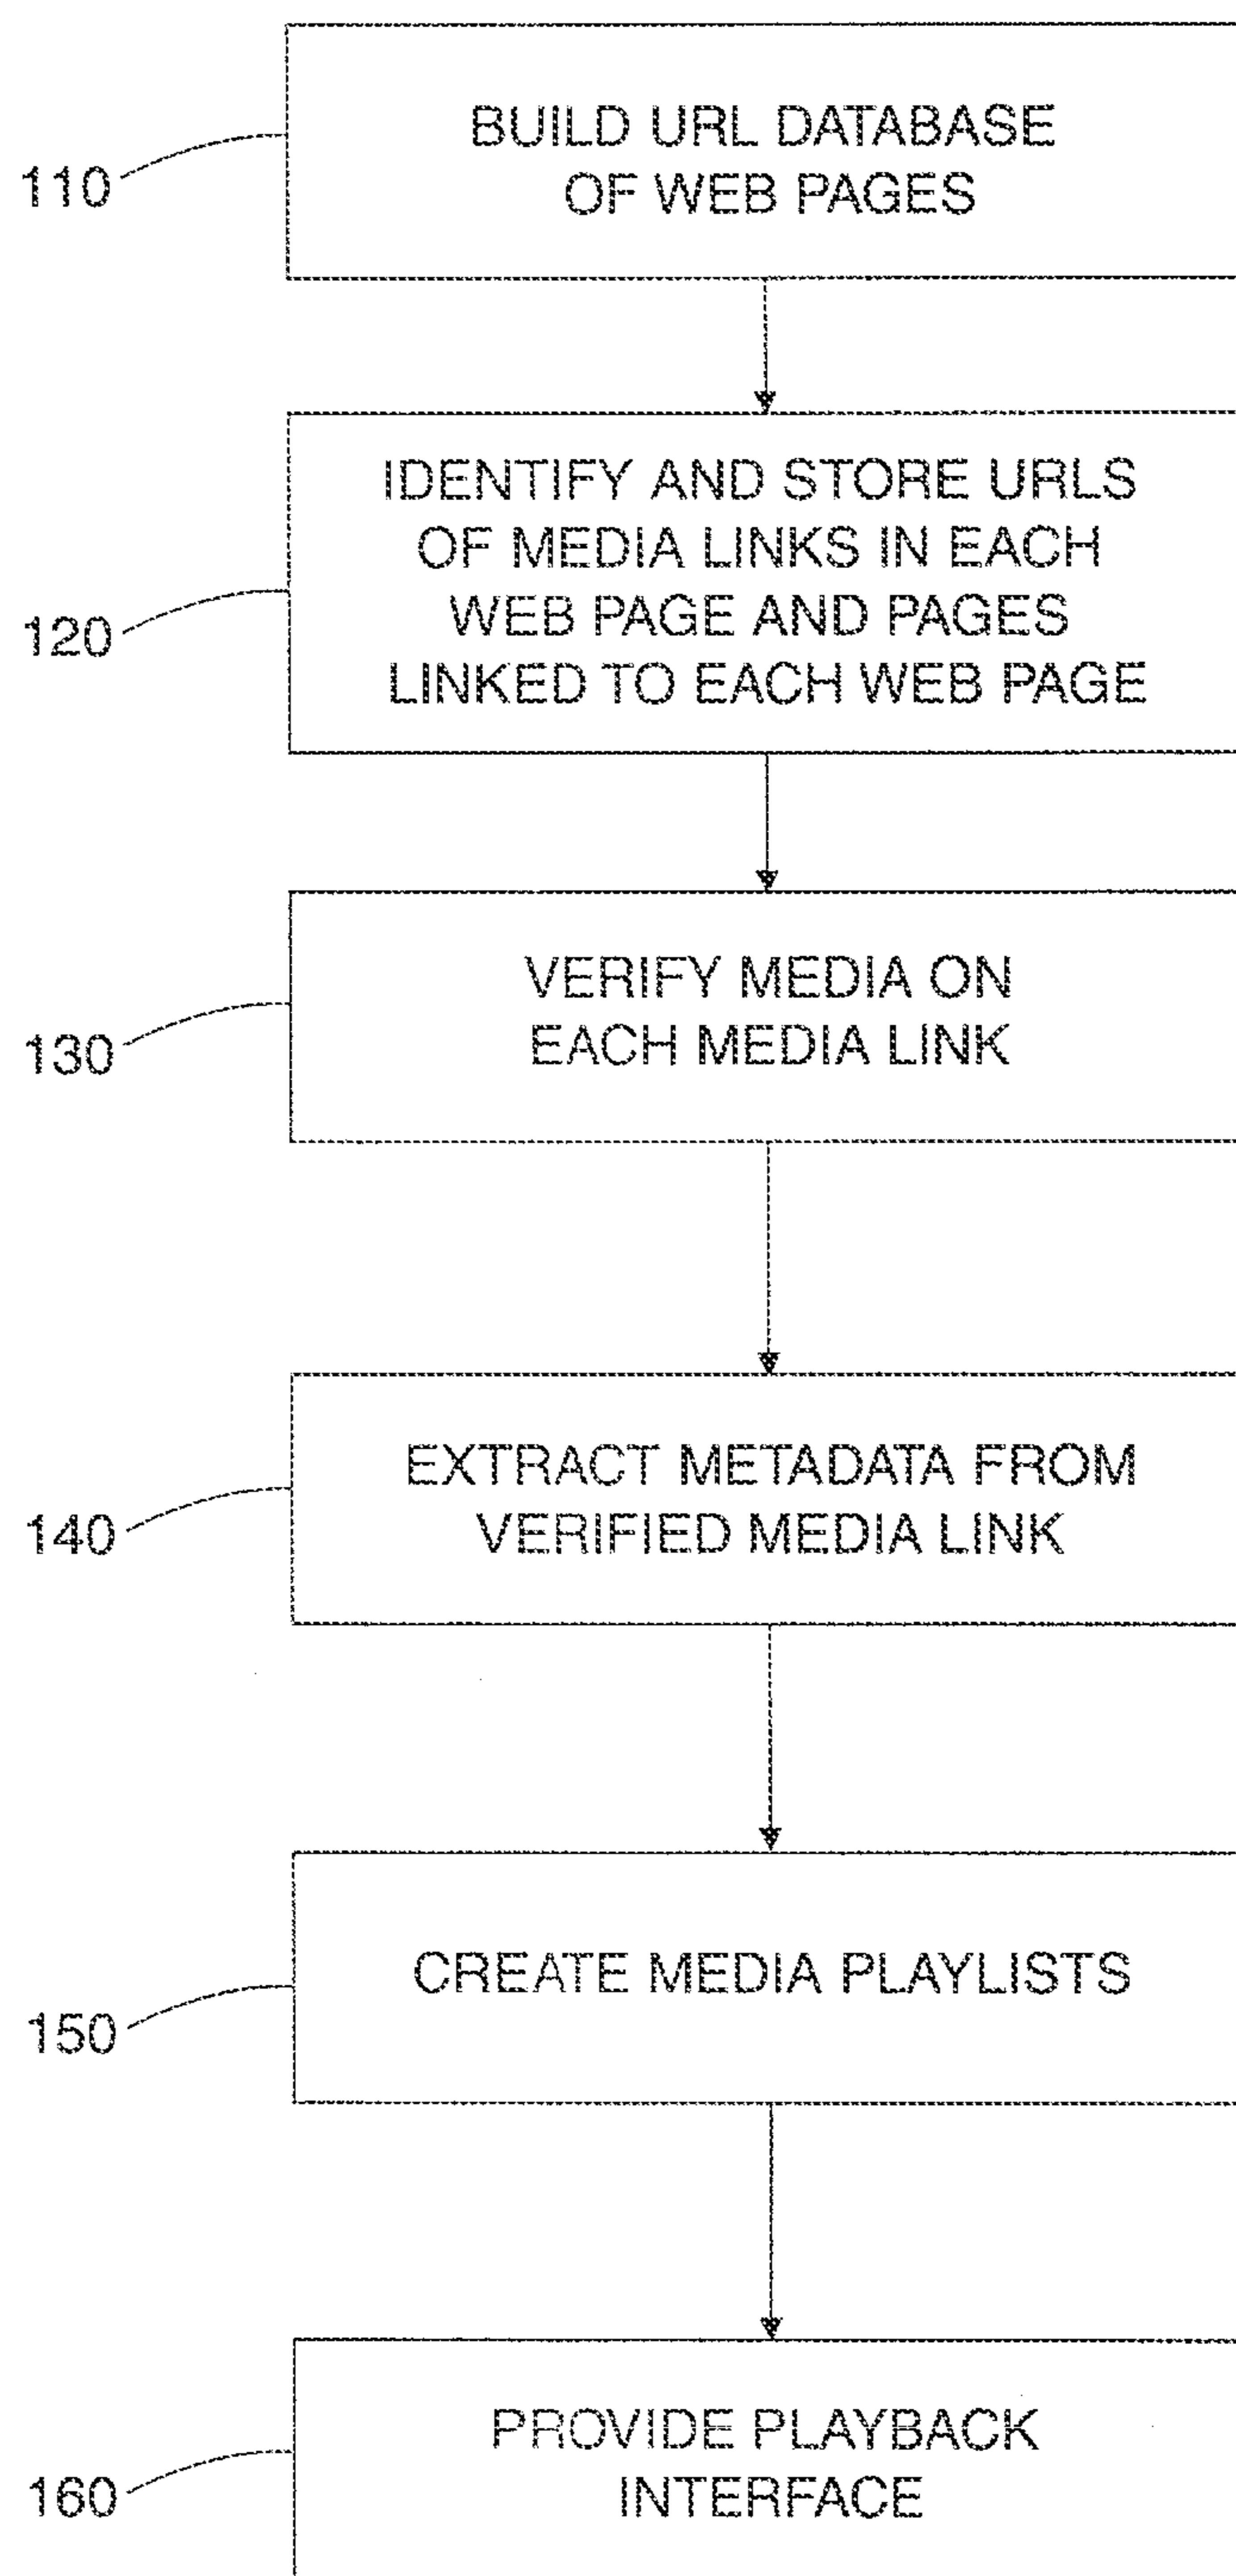 110
BUILD URL DATABASE
OF WEB PAGES
120
IDENTIFY AND STORE URLS
OF MEDIA LINKS IN EACH
WEB PAGE AND PAGES
LINKED TO EACH WEB PAGE
130
VERIFY MEDIA ON
EACH MEDIA LINK
140
EXTRACT METADATA FROM
VERIFIED MEDIA LINK
150
CREATE MEDIA PLAYLISTS
160
PROVIDE PLAYBACK
INTERFACE